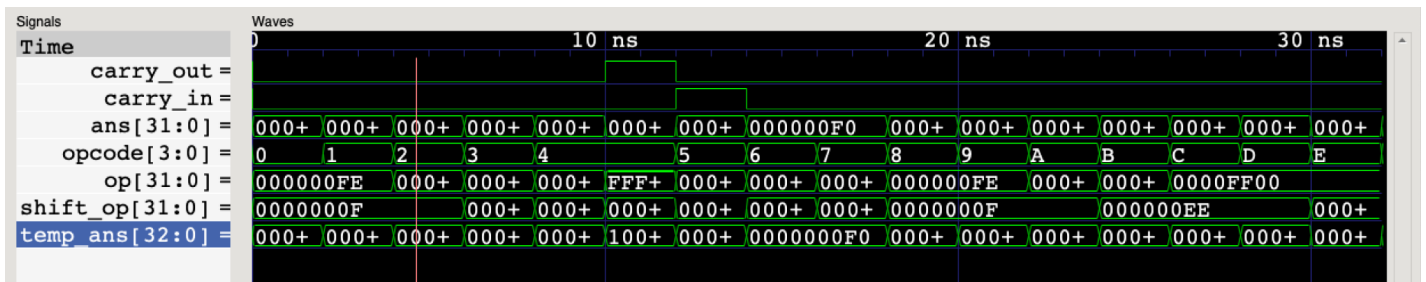 Signals Waves
Time 0 10 ns 20 ns 30 ns
carry_out =
carry_in =
ans[31:0] = 000+ 000+ 000+ 000+ 000+ 000+ 000+ 000000F0 000+ 000+ 000+ 000+ 000+ 000+ 000+
opcode[3:0] = 0 1 2 3 4 5 6 7 8 9 A B C D E
op[31:0] = 000000FE 000+ 000+ 000+ FFF+ 000+ 000+ 000+ 000000FE 000+ 000+ 0000FF00
shift_op[31:0] = 0000000F 000+ 000+ 000+ 000+ 000+ 000+ 0000000F 000000EE 000+
temp_ans[32:0] = 000+ 000+ 000+ 000+ 000+ 100+ 000+ 0000000F0 000+ 000+ 000+ 000+ 000+ 000+ 000+